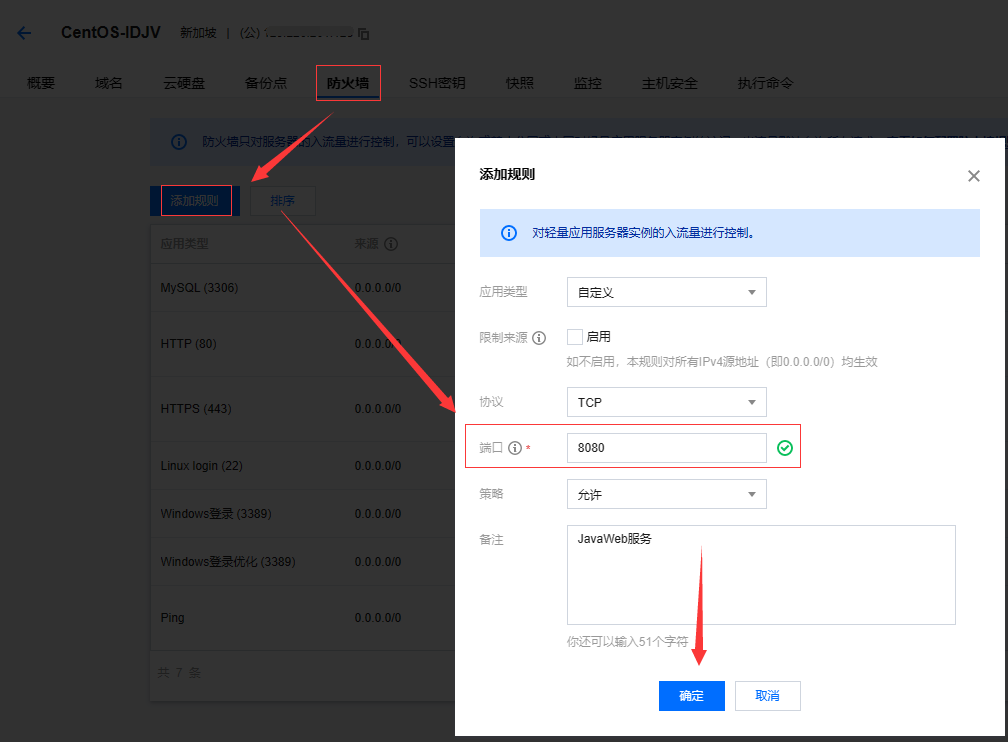 CentOS-IDJV 新加坡 | (公)
概要 域名 云硬盘 备份点 防火墙 SSH密钥 快照 监控 主机安全 执行命令
防火墙只对服务器的入流量进行控制，可以设置
添加规则 排序
应用类型 来源
MySQL (3306) 0.0.0.0/0
HTTP (80) 0.0.0.0/0
HTTPS (443) 0.0.0.0/0
Linux login (22) 0.0.0.0/0
Windows登录 (3389) 0.0.0.0/0
Windows登录优化 (3389) 0.0.0.0/0
Ping 0.0.0.0/0
共 7 条
添加规则
对轻量应用服务器实例的入流量进行控制。
应用类型 自定义
限制来源 启用
如不启用，本规则对所有IPv4源地址（即0.0.0.0/0）均生效
协议 TCP
端口 * 8080
策略 允许
备注 JavaWeb服务
你还可以输入51个字符
确定 取消